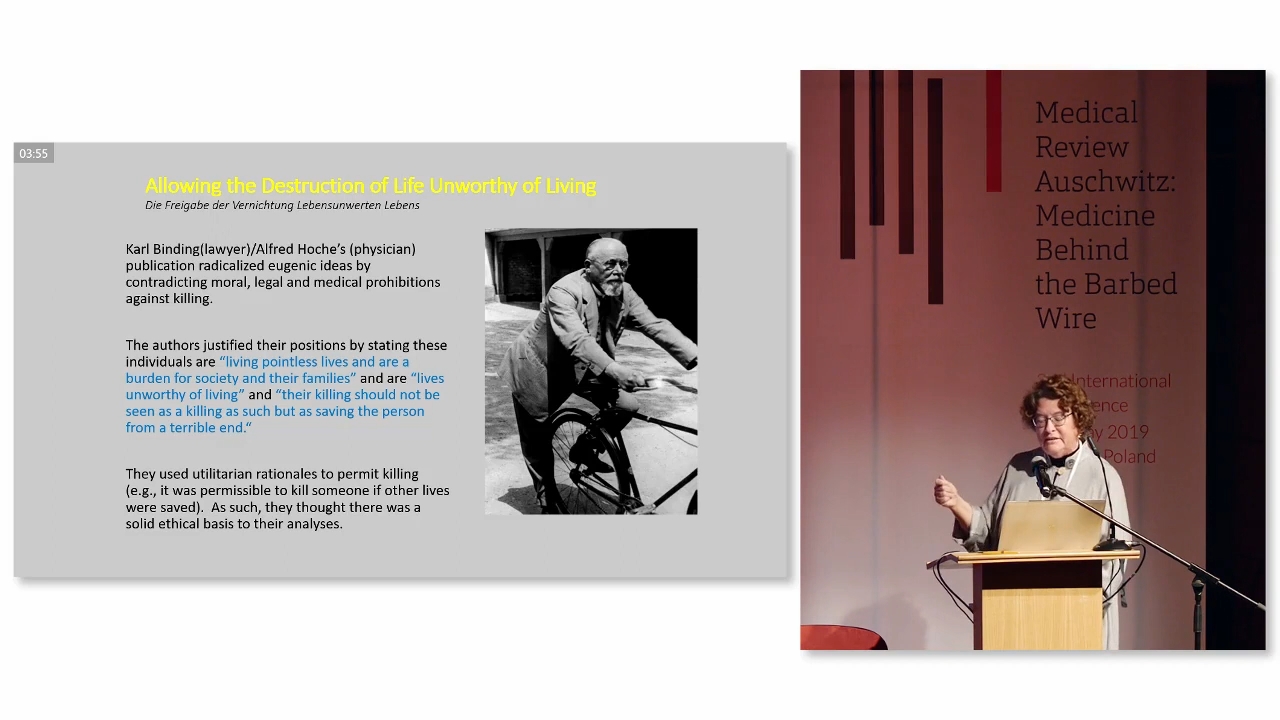 03:55
Allowing the Destruction of Life Unworthy of Living
Die Freigabe der Vernichtung Lebensunwerten Lebens
Karl Binding(lawyer)/Alfred Hoche's (physician)
publication radicalized eugenic ideas by
contradicting moral, legal and medical prohibitions
against killing.
The authors justified their positions by stating these
individuals are “living pointless lives and are a
burden for society and their families” and are “lives
unworthy of living” and “their killing should not be
seen as a killing as such but as saving the person
from a terrible end.“
They used utilitarian rationales to permit killing
(e.g., it was permissible to kill someone if other lives
were saved).  As such, they thought there was a
solid ethical basis to their analyses.
Medical
Review
Auschwitz:
Medicine
Behind
the Barbed
Wire
International
2019
Poland